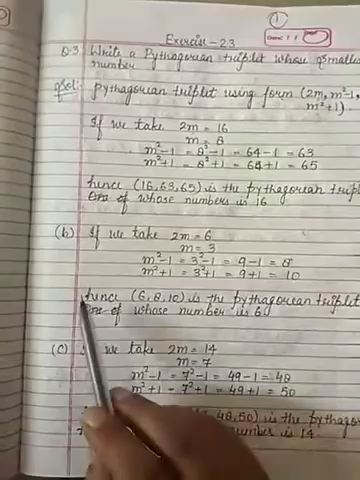 1
Exercise - 23
Q.3 Write a Pythagorean triplet whose smallest
number
Sol: pythagorean triplet using form (2m, m²-1,
m²+1)
If we take 2m = 16
m = 8
m²-1 = 8²-1 = 64-1 = 63
m²+1 = 8²+1 = 64+1 = 65
hence (16,63,65) is the pythagorean
One of whose numbers is 16
(b) If we take 2m = 6
m = 3
m²-1 = 3²-1 = 9-1 = 8
m²+1 = 3²+1 = 9+1 = 10
hence (6,8,10) is the pythagorean triplet
One of whose number is 6
(C) we take 2m = 14
m = 7
m²-1 = 7²-1 = 49-1 = 48
m²+1 = 7²+1 = 49+1 = 50
48,50) is the
number is 14